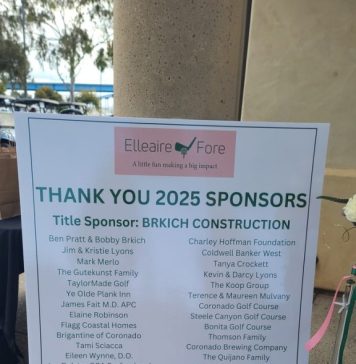 Elleaire Fore
A little fun making a big impact
THANK YOU 2025 SPONSORS
Title Sponsor: BRKICH CONSTRUCTION
Ben Pratt & Bobby Brkich
Jim & Kristie Lyons
Mark Merlo
The Gutekunst Family
TaylorMade Golf
Ye Olde Plank Inn
James Fait M.D. APC
Elaine Robinson
Flagg Coastal Homes
Brigantine of Coronado
Tami Sciacca
Eileen Wynne, D.O.
Charley Hoffman Foundation
Coldwell Banker West
Tanya Crockett
Kevin & Darcy Lyons
The Koop Group
Terence & Maureen Mulvany
Coronado Golf Course
Steele Canyon Golf Course
Bonita Golf Course
Thomson Family
Coronado Brewing Company
The Quijano Family